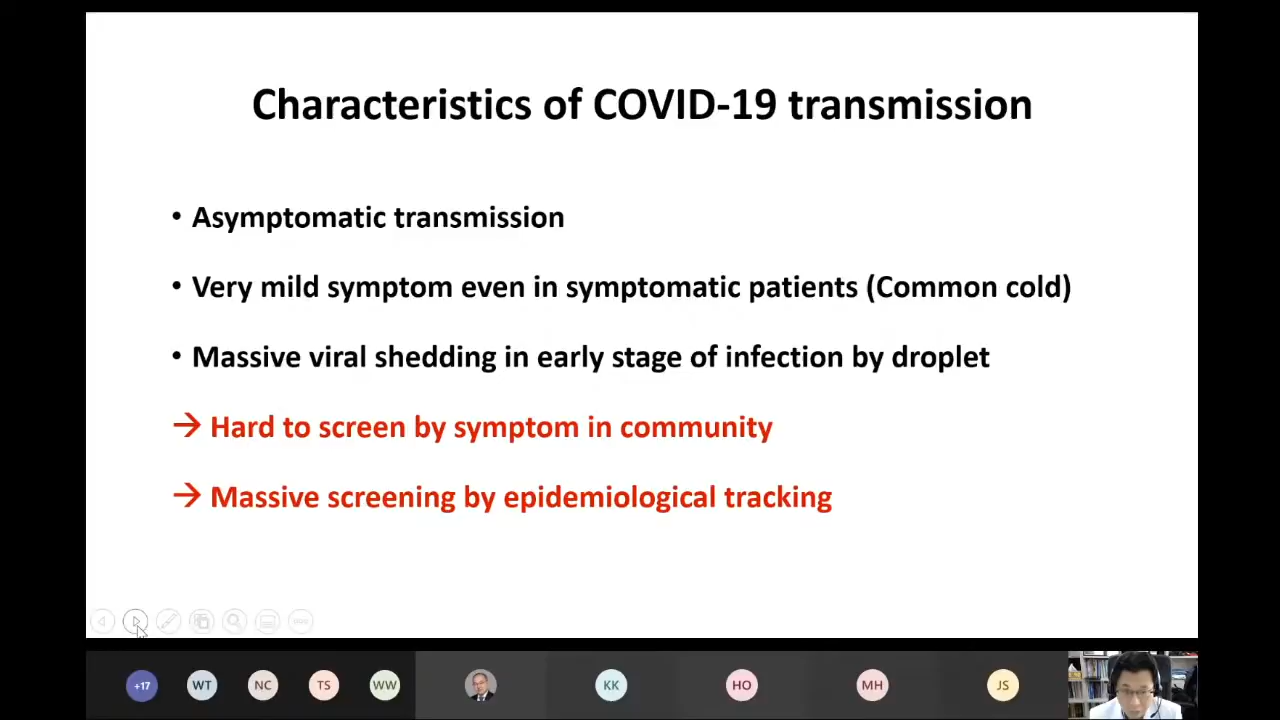 Characteristics of COVID-19 transmission
• Asymptomatic transmission
• Very mild symptom even in symptomatic patients (Common cold)
• Massive viral shedding in early stage of infection by droplet
→ Hard to screen by symptom in community
→ Massive screening by epidemiological tracking
+17 WT NC TS WW KK HO MH JS